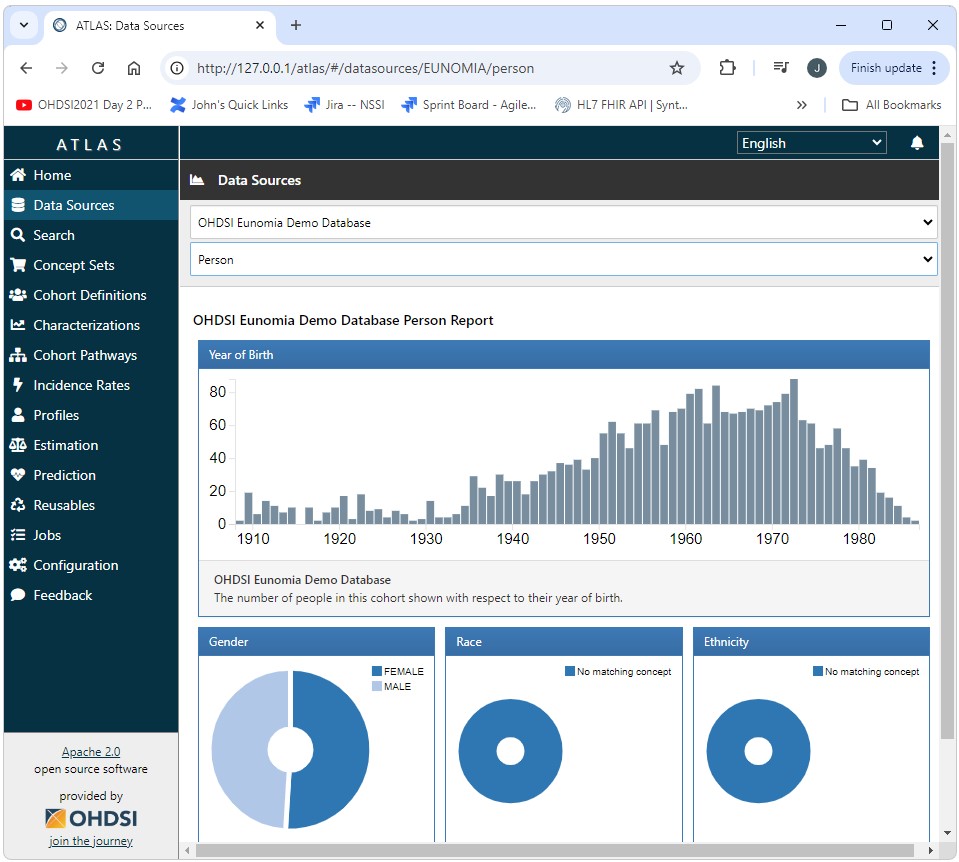 ATLAS: Data Sources
http://127.0.0.1/atlas/#/datasources/EUNOMIA/person
J
Finish update
OHDSI2021 Day 2 P...
John's Quick Links
Jira -- NSSI
Sprint Board - Agile...
HL7 FHIR API | Synt...
»
All Bookmarks
ATLAS
English
Home
Data Sources
Search
Concept Sets
Cohort Definitions
Characterizations
Cohort Pathways
Incidence Rates
Profiles
Estimation
Prediction
Reusables
Jobs
Configuration
Feedback
Apache 2.0
open source software
provided by
OHDSI
join the journey
Data Sources
OHDSI Eunomia Demo Database
Person
OHDSI Eunomia Demo Database Person Report
Year of Birth
80
60
40
20
0
1910 1920 1930 1940 1950 1960 1970 1980
OHDSI Eunomia Demo Database
The number of people in this cohort shown with respect to their year of birth.
Gender
FEMALE
MALE
Race
No matching concept
Ethnicity
No matching concept